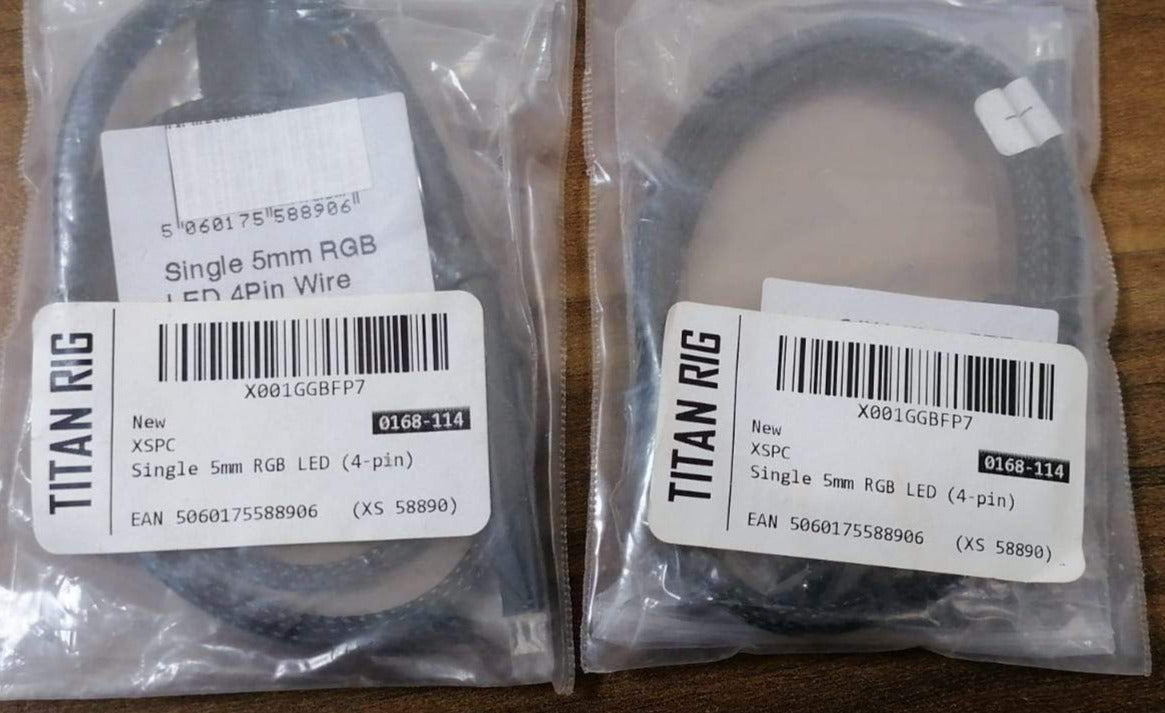 5 060175 588906
Single 5mm RGB
LED 4Pin Wire
TITAN RIG
X001GGBFP7
New
0168-114
XSPC
Single 5mm RGB LED (4-pin)
EAN 5060175588906 (XS 58890)
TITAN RIG
X001GGBFP7
New
XSPC
0168-114
Single 5mm RGB LED (4-pin)
EAN 5060175588906 (XS 58890)